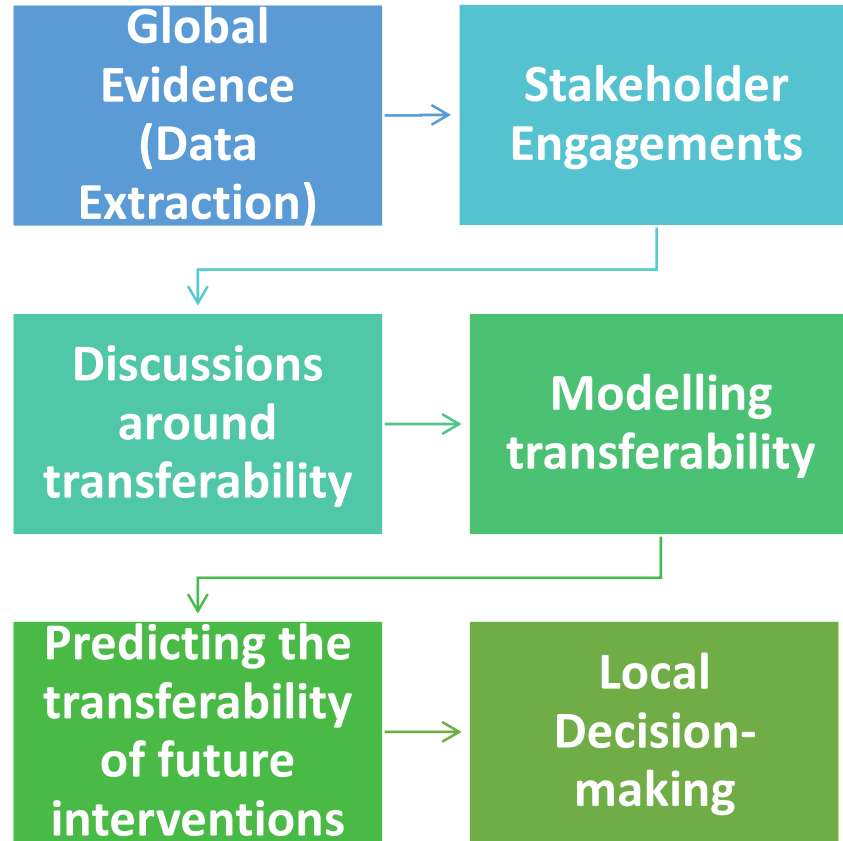 Global
Evidence
(Data
Extraction)
Stakeholder
Engagements
Discussions
around
transferability
Modelling
transferability
Predicting the
transferability
of future
interventions
Local
Decision-
making